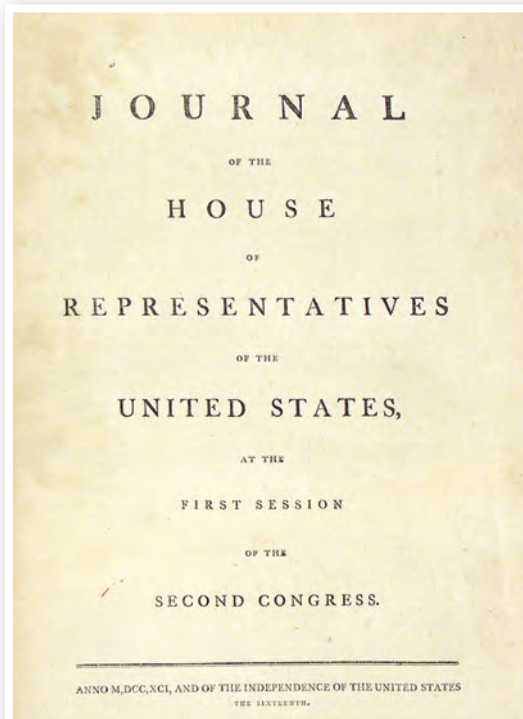 JOURNAL
OF THE
HOUSE
OF
REPRESENTATIVES
OF THE
UNITED STATES,
AT THE
FIRST SESSION
OF THE
SECOND CONGRESS.
ANNO M,DCC,XCI, AND OF THE INDEPENDENCE OF THE UNITED STATES
THE SIXTEENTH.